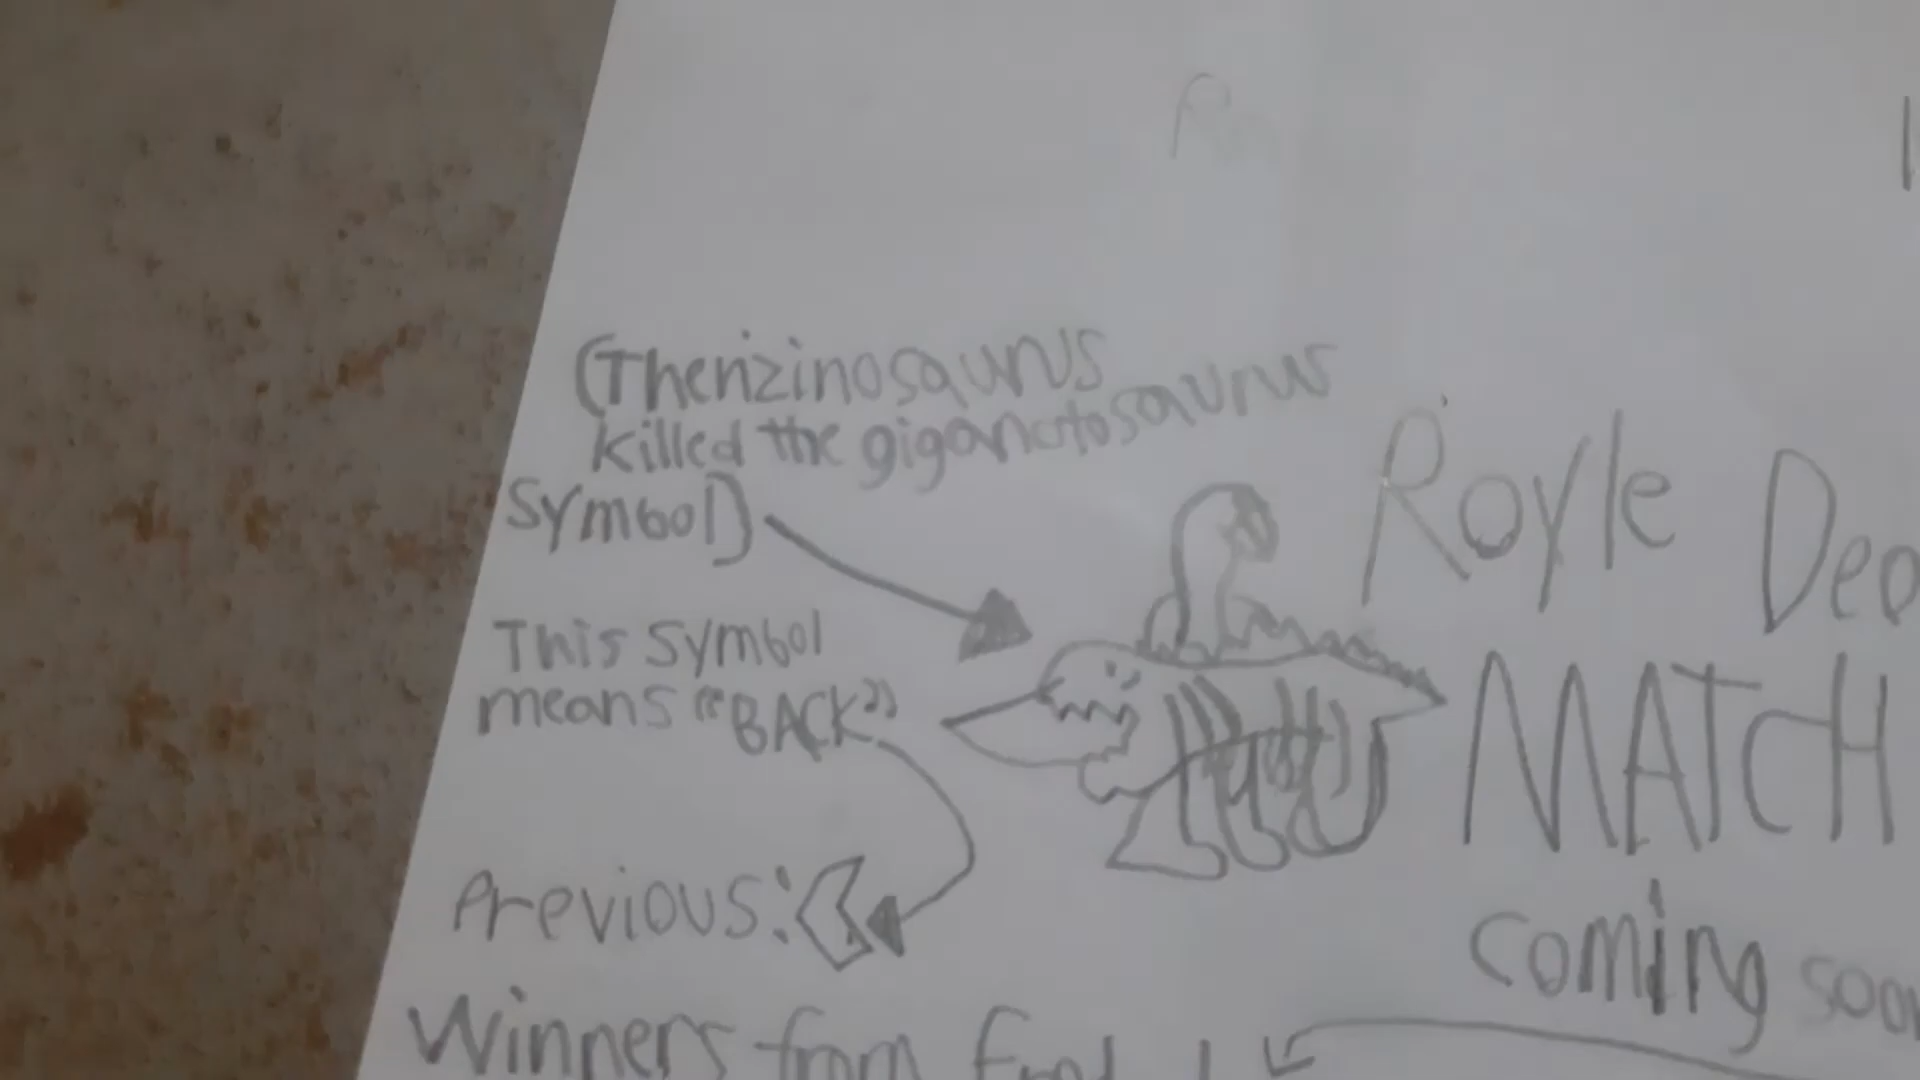 (Therizinosaurus
killed the giganotosaurus
Symbol)
Royle
MATCH
This Symbol
means "BACK"
Previous:
coming soon
Winners from